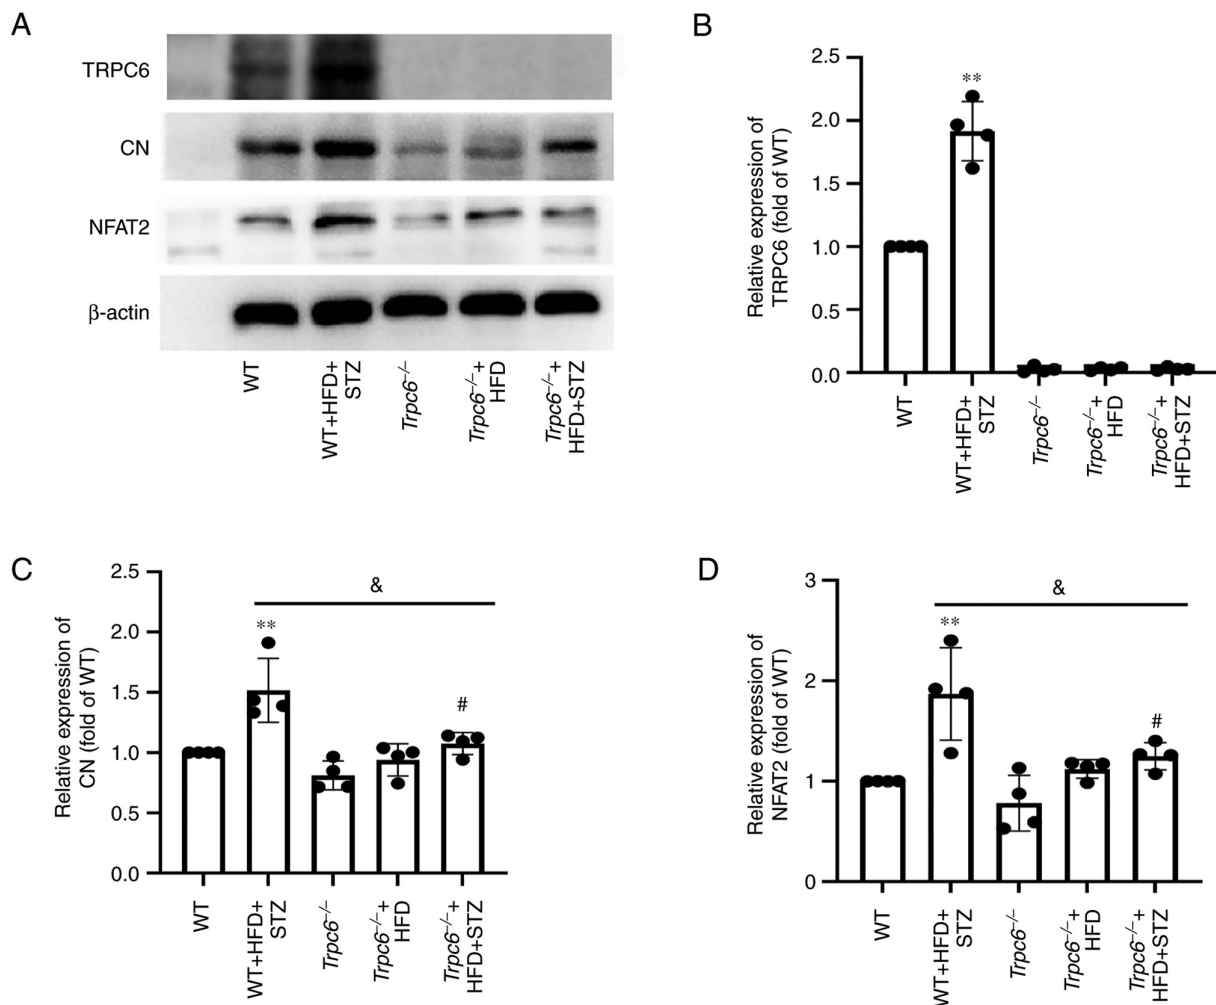 A
TRPC6
CN
NFAT2
β-actin
WT
WT+HFD+
STZ
Trpc6⁻/⁻
Trpc6⁻/⁻+
HFD
Trpc6⁻/⁻+
HFD+STZ
B
Relative expression of
TRPC6 (fold of WT)
2.5
2.0
1.5
1.0
0.5
0.0
**
WT
WT+HFD+
STZ
Trpc6⁻/⁻
Trpc6⁻/⁻+
HFD
Trpc6⁻/⁻+
HFD+STZ
C
Relative expression of
CN (fold of WT)
2.5
2.0
1.5
1.0
0.5
0.0
&
**
#
WT
WT+HFD+
STZ
Trpc6⁻/⁻
Trpc6⁻/⁻+
HFD
Trpc6⁻/⁻+
HFD+STZ
D
Relative expression of
NFAT2 (fold of WT)
3
2
1
0
&
**
#
WT
WT+HFD+
STZ
Trpc6⁻/⁻
Trpc6⁻/⁻+
HFD
Trpc6⁻/⁻+
HFD+STZ